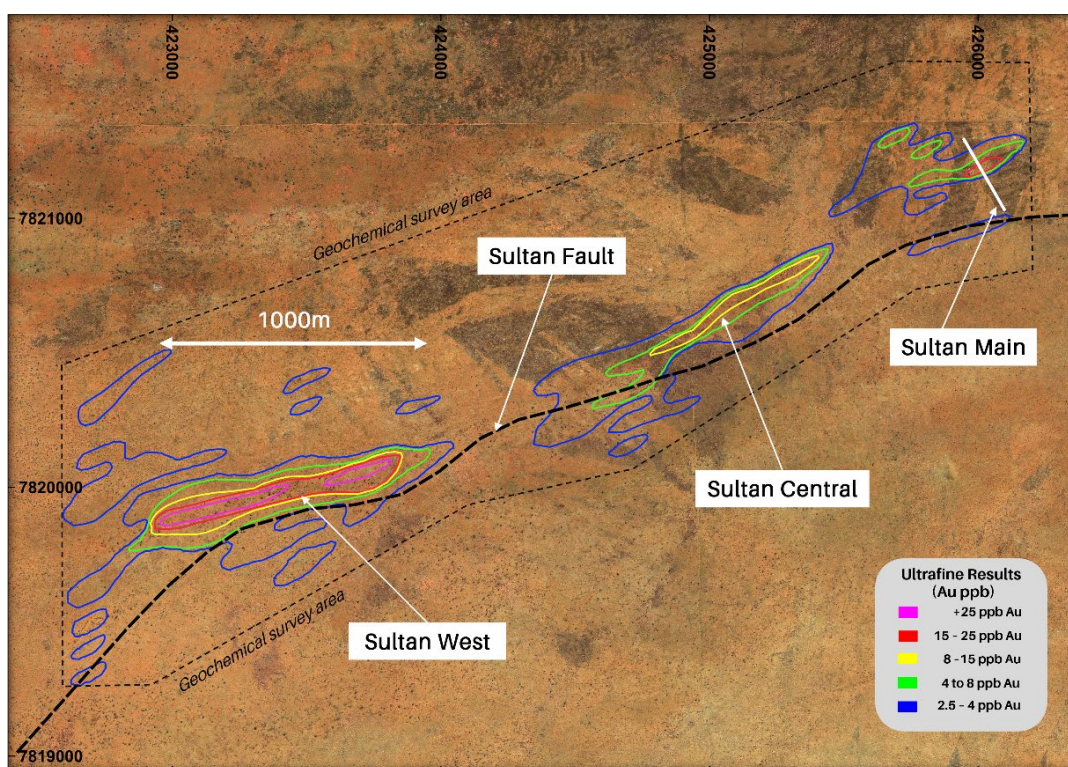 423000
424000
425000
426000
7821000
Geochemical survey area
Sultan Fault
1000m
Sultan Main
7820000
Sultan Central
Sultan West
Geochemical survey area
7819000
Ultrafine Results
(Au ppb)
+25 ppb Au
15 - 25 ppb Au
8 - 15 ppb Au
4 to 8 ppb Au
2.5 - 4 ppb Au